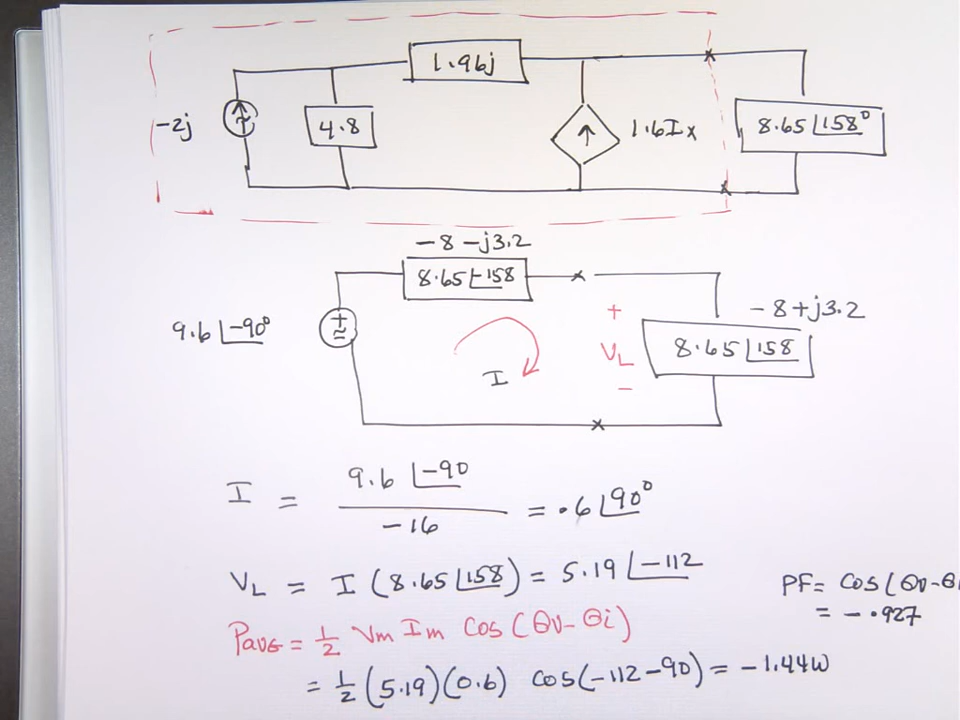 1.96j
-2j
4.8
1.6Ix
8.65∠158°
-8-j3.2
8.65∠-158
9.6∠-90°
+
VL
-
I
-8+j3.2
8.65∠158
I = 9.6∠-90 / -16 = .6∠90°
VL = I (8.65∠158) = 5.19∠-112
PF = cos(θv-θi
= -.927
Pavg = 1/2 Vm Im cos(θv-θi)
= 1/2 (5.19)(0.6) cos(-112-90) = -1.44w